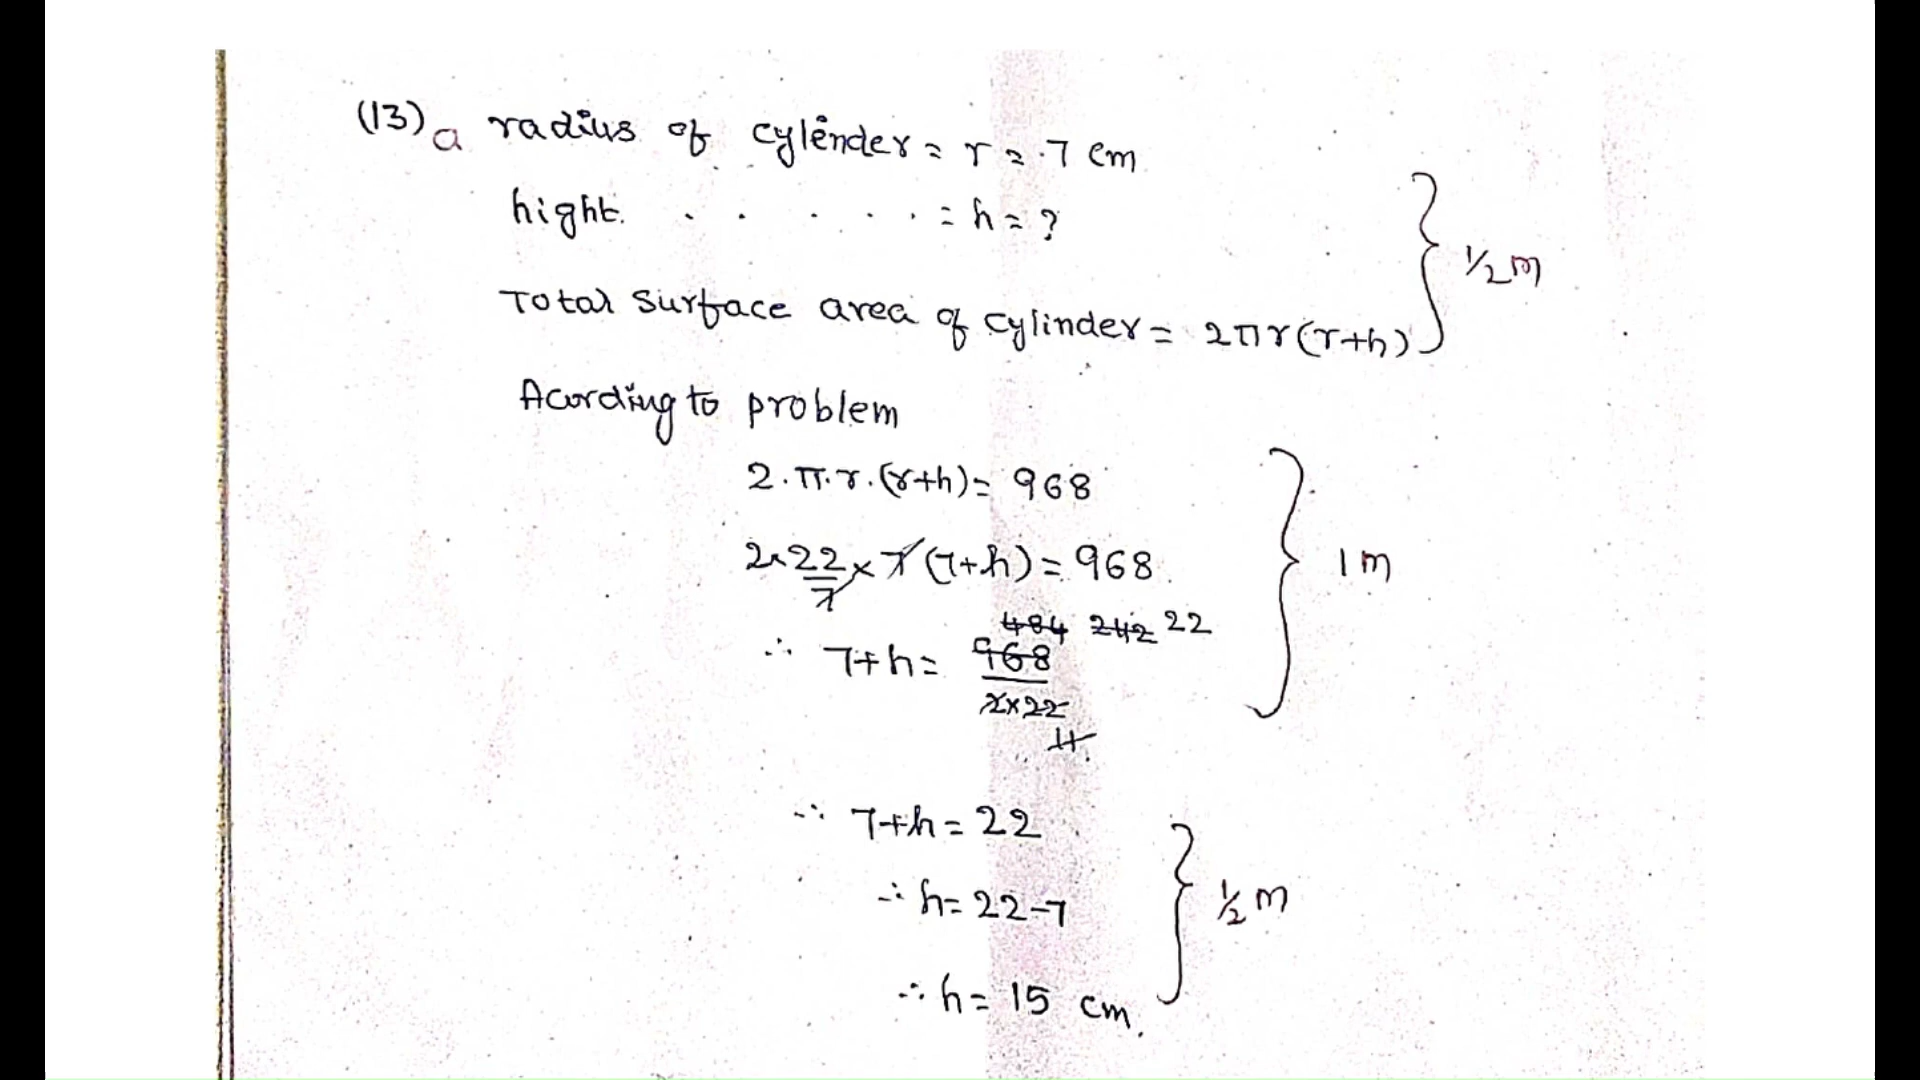 (13) a radius of cylinder = r = 7 cm
hight. . . . . . . = h = ?
Total surface area of cylinder = 2πr(r+h)
1/2 m
Acording to problem
2.π.r.(r+h) = 968
2×22/7 × 7 (7+h) = 968
1 m
484 242 22
∴ 7+h = 968
2×22
11
∴ 7+h = 22
∴ h = 22-7
1/2 m
∴ h = 15 cm.